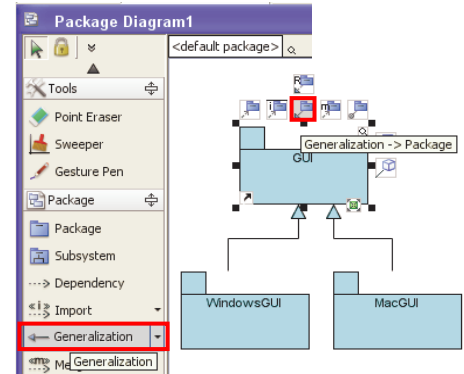 Package Diagram1
<default package>
Tools
Point Eraser
Sweeper
Gesture Pen
Package
Package
Subsystem
Dependency
Import
Generalization
Generalization
R
i
m
Generalization -> Package
GUI
WindowsGUI
MacGUI